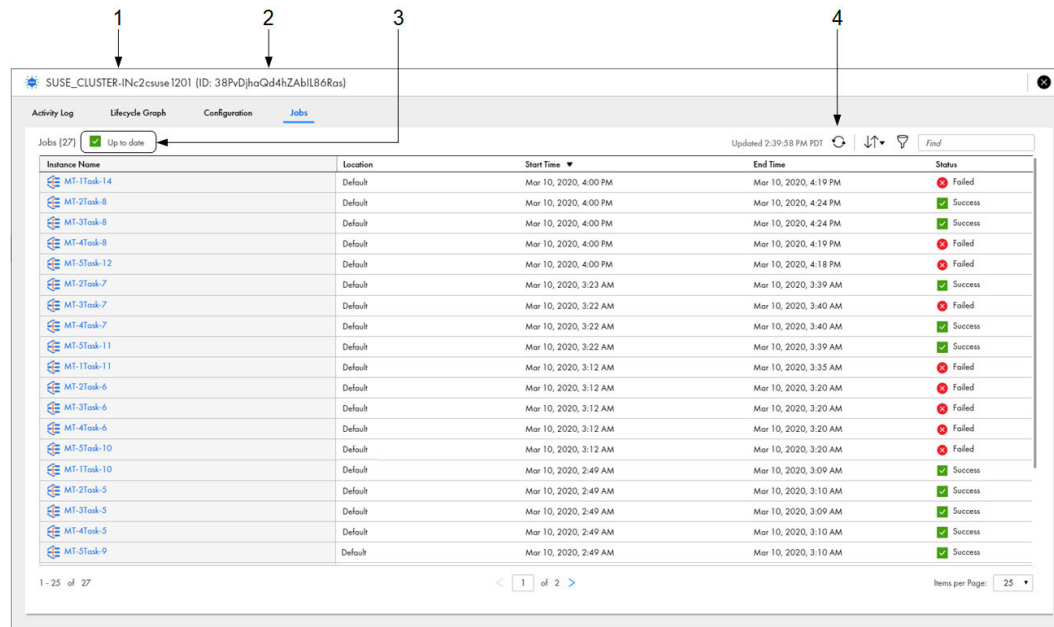 1 2 3 4
SUSE_CLUSTER-INc2csuse1201 (ID: 38PvDjhaQd4hZAbIL86Ras)
Activity Log Lifecycle Graph Configuration Jobs
Jobs (27) Up to date Updated 2:39:58 PM PDT Find
Instance Name Location Start Time End Time Status
MT-1Task-14 Default Mar 10, 2020, 4:00 PM Mar 10, 2020, 4:19 PM Failed
MT-2Task-8 Default Mar 10, 2020, 4:00 PM Mar 10, 2020, 4:24 PM Success
MT-3Task-8 Default Mar 10, 2020, 4:00 PM Mar 10, 2020, 4:24 PM Success
MT-4Task-8 Default Mar 10, 2020, 4:00 PM Mar 10, 2020, 4:19 PM Failed
MT-5Task-12 Default Mar 10, 2020, 4:00 PM Mar 10, 2020, 4:18 PM Failed
MT-2Task-7 Default Mar 10, 2020, 3:23 AM Mar 10, 2020, 3:39 AM Success
MT-3Task-7 Default Mar 10, 2020, 3:22 AM Mar 10, 2020, 3:40 AM Failed
MT-4Task-7 Default Mar 10, 2020, 3:22 AM Mar 10, 2020, 3:40 AM Success
MT-5Task-11 Default Mar 10, 2020, 3:22 AM Mar 10, 2020, 3:39 AM Success
MT-1Task-11 Default Mar 10, 2020, 3:12 AM Mar 10, 2020, 3:35 AM Failed
MT-2Task-6 Default Mar 10, 2020, 3:12 AM Mar 10, 2020, 3:20 AM Failed
MT-3Task-6 Default Mar 10, 2020, 3:12 AM Mar 10, 2020, 3:20 AM Failed
MT-4Task-6 Default Mar 10, 2020, 3:12 AM Mar 10, 2020, 3:20 AM Failed
MT-5Task-10 Default Mar 10, 2020, 3:12 AM Mar 10, 2020, 3:20 AM Failed
MT-1Task-10 Default Mar 10, 2020, 2:49 AM Mar 10, 2020, 3:09 AM Success
MT-2Task-5 Default Mar 10, 2020, 2:49 AM Mar 10, 2020, 3:10 AM Success
MT-3Task-5 Default Mar 10, 2020, 2:49 AM Mar 10, 2020, 3:09 AM Success
MT-4Task-5 Default Mar 10, 2020, 2:49 AM Mar 10, 2020, 3:10 AM Success
MT-5Task-9 Default Mar 10, 2020, 2:49 AM Mar 10, 2020, 3:10 AM Success
1 - 25 of 27 < 1 of 2 > Items per Page: 25